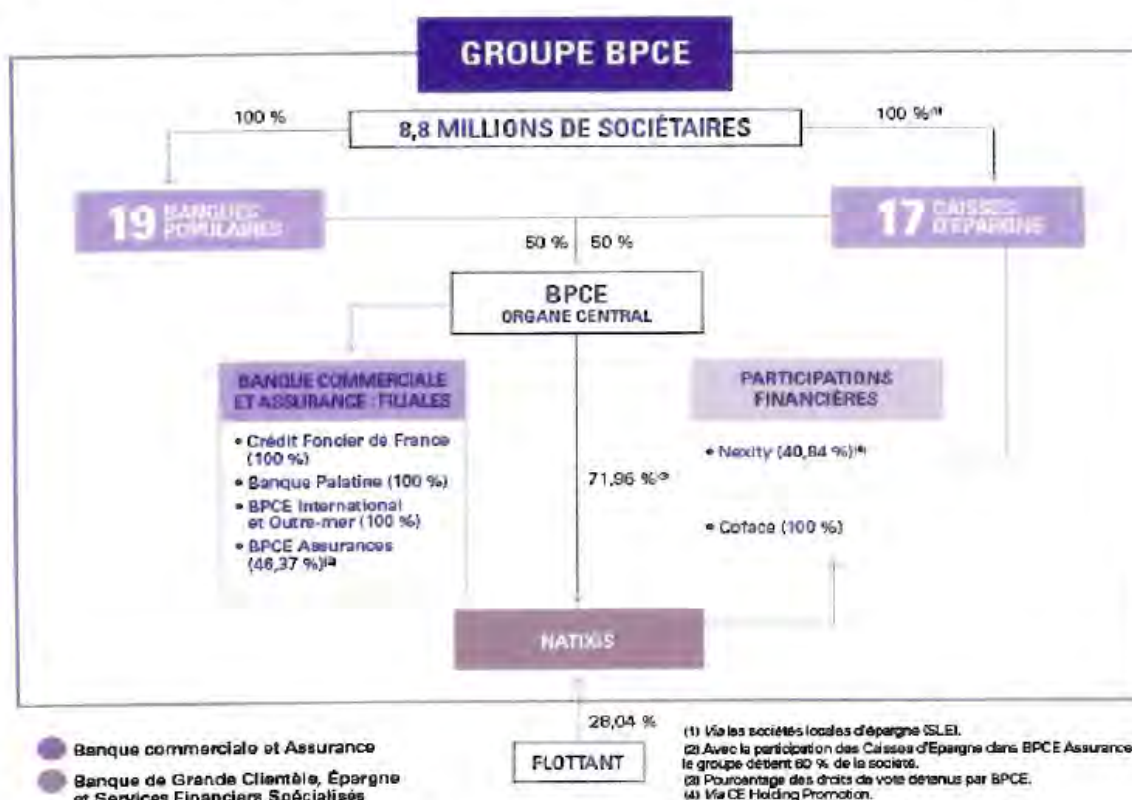 GROUPE BPCE
100 %
8,8 MILLIONS DE SOCIÉTAIRES
100 %(1)
19 BANQUES
POPULAIRES
17 CAISSES
D'EPARGNE
50 % 50 %
BPCE
ORGANE CENTRAL
BANQUE COMMERCIALE
ET ASSURANCE : FILIALES
• Crédit Foncier de France
(100 %)
• Banque Palatine (100 %)
• BPCE International
et Outre-mer (100 %)
• BPCE Assurances
(46,37 %)(2)
PARTICIPATIONS
FINANCIÈRES
• Nexity (40,84 %)(4)
• Coface (100 %)
71,96 %(3)
NATIXIS
28,04 %
FLOTTANT
Banque commerciale et Assurance
Banque de Grande Clientèle, Épargne
et Services Financiers Spécialisés
(1) Via les sociétés locales d'épargne (SLE).
(2) Avec la participation des Caisses d'Epargne dans BPCE Assurance
le groupe détient 60 % de la société.
(3) Pourcentage des droits de vote détenus par BPCE.
(4) Via CE Holding Promotion.